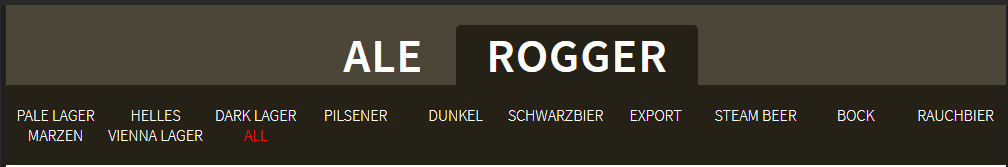 ALE ROGGER
PALE LAGER HELLES DARK LAGER PILSENER DUNKEL SCHWARZBIER EXPORT STEAM BEER BOCK RAUCHBIER
MARZEN VIENNA LAGER ALL